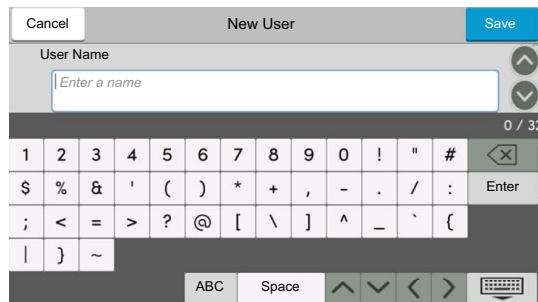 Cancel New User Save
User Name
Enter a name
0 / 32
1 2 3 4 5 6 7 8 9 0 ! " #
$ % & ' ( ) * + , - . / : Enter
; < = > ? @ [ \ ] ^ _ ` {
| } ~
ABC Space